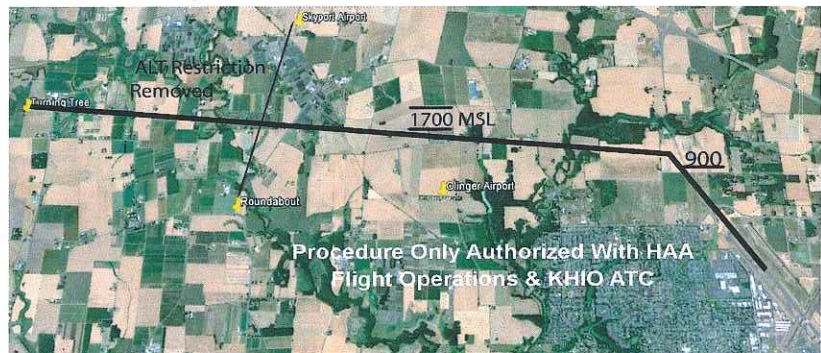 Skyport Airport
ALT Restriction
Removed
Turning Tree
1700 MSL
900
Olinger Airport
Roundabout
Procedure Only Authorized With HAA
Flight Operations & KHIO ATC